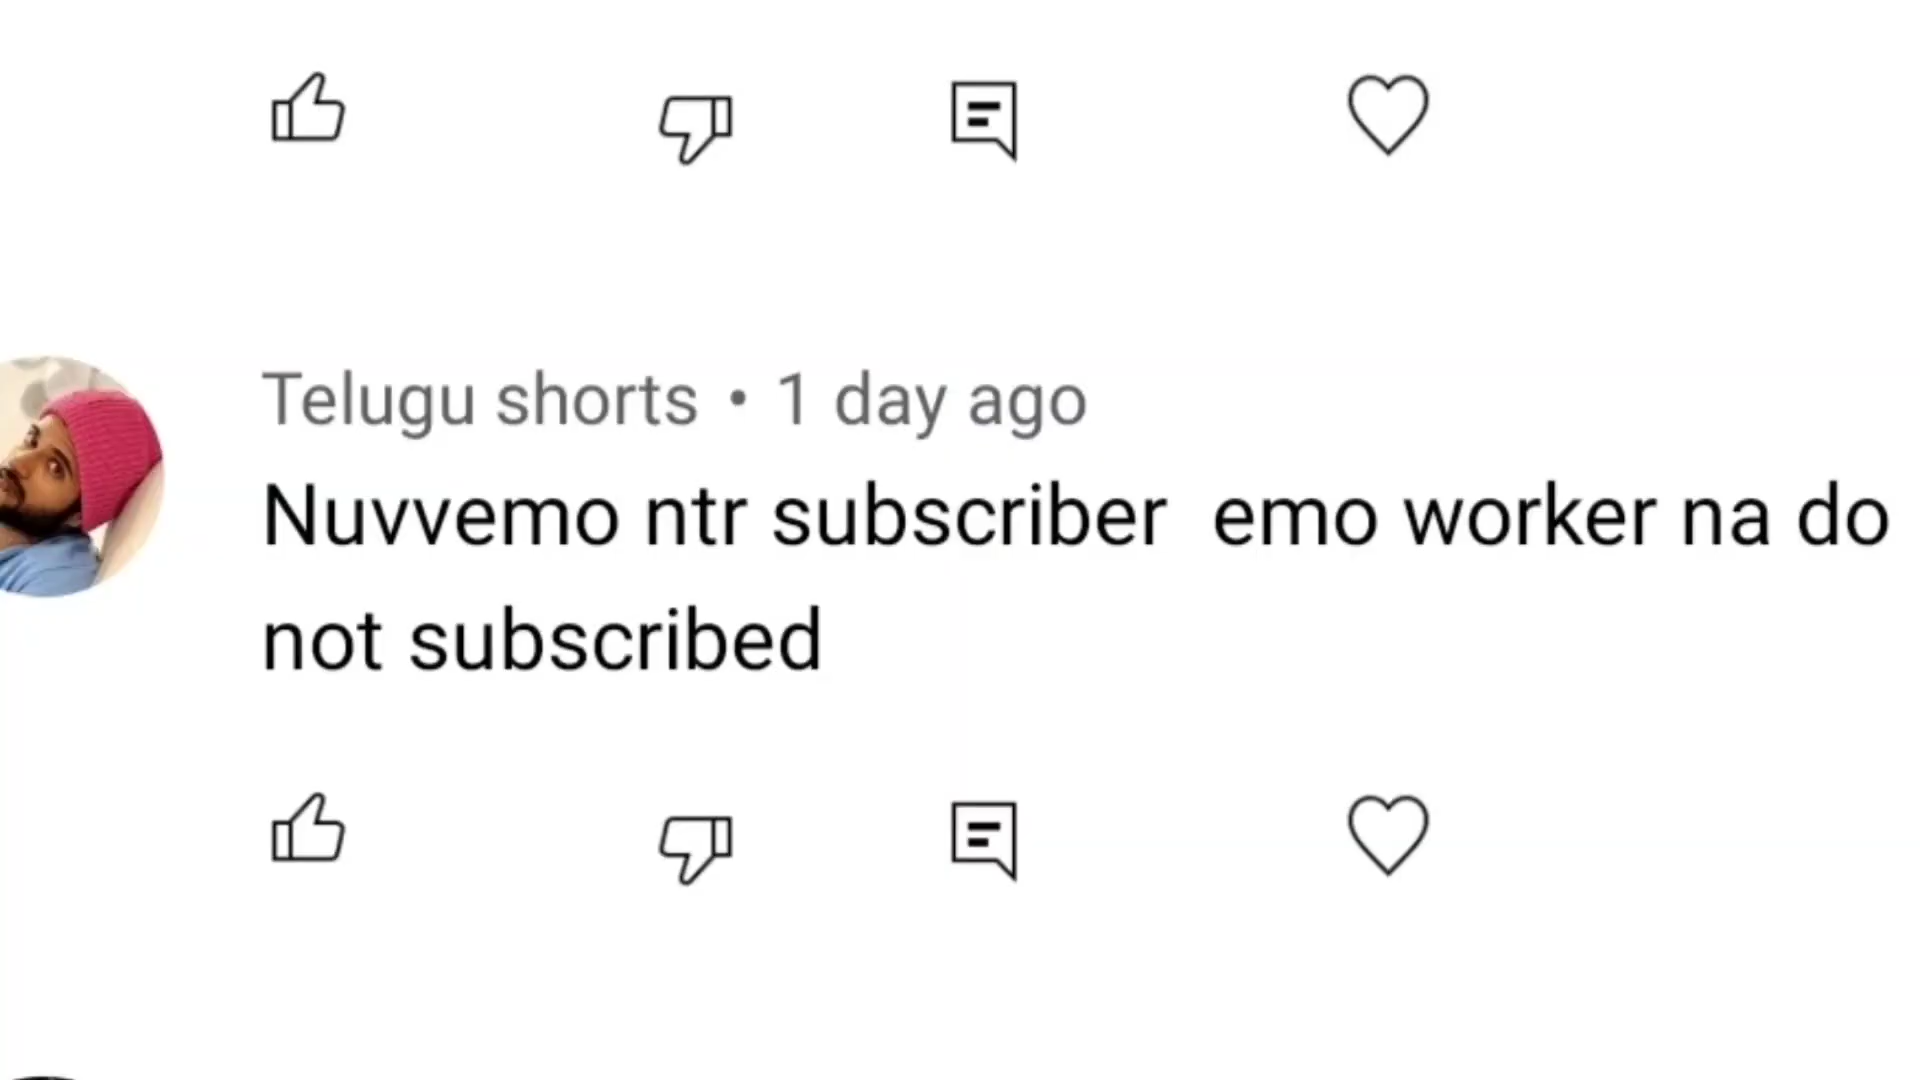 Telugu shorts • 1 day ago
Nuvvemo ntr subscriber  emo worker na do
not subscribed